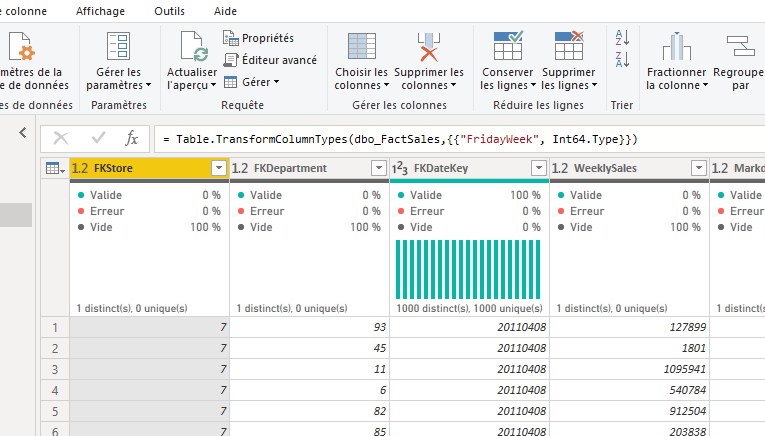 e colonne Affichage Outils Aide
mètres de la
e de données
es de données
Gérer les
paramètres
Paramètres
Actualiser
l'aperçu
Propriétés
Éditeur avancé
Gérer
Requête
Choisir les
colonnes
Supprimer les
colonnes
Gérer les colonnes
Conserver
les lignes
Supprimer
les lignes
Réduire les lignes
A
Z
Z
A
Trier
Fractionner
la colonne
Regroupe
par
fx = Table.TransformColumnTypes(dbo_FactSales,{{"FridayWeek", Int64.Type}})
1.2 FKStore 1.2 FKDepartment 123 FKDateKey 1.2 WeeklySales 1.2 Markd
Valide 0 % Valide 0 % Valide 100 % Valide 0 % Valide
Erreur 0 % Erreur 0 % Erreur 0 % Erreur 0 % Erreur
Vide 100 % Vide 100 % Vide 0 % Vide 100 % Vide
1 distinct(s), 0 unique(s) 1 distinct(s), 0 unique(s) 1000 distinct(s), 1000 unique(s) 1 distinct(s), 0 unique(s) 1 distinct(
1 7 93 20110408 127899
2 7 45 20110408 1801
3 7 11 20110408 1095941
4 7 6 20110408 540784
5 7 82 20110408 912504
6 7 85 20110408 203838